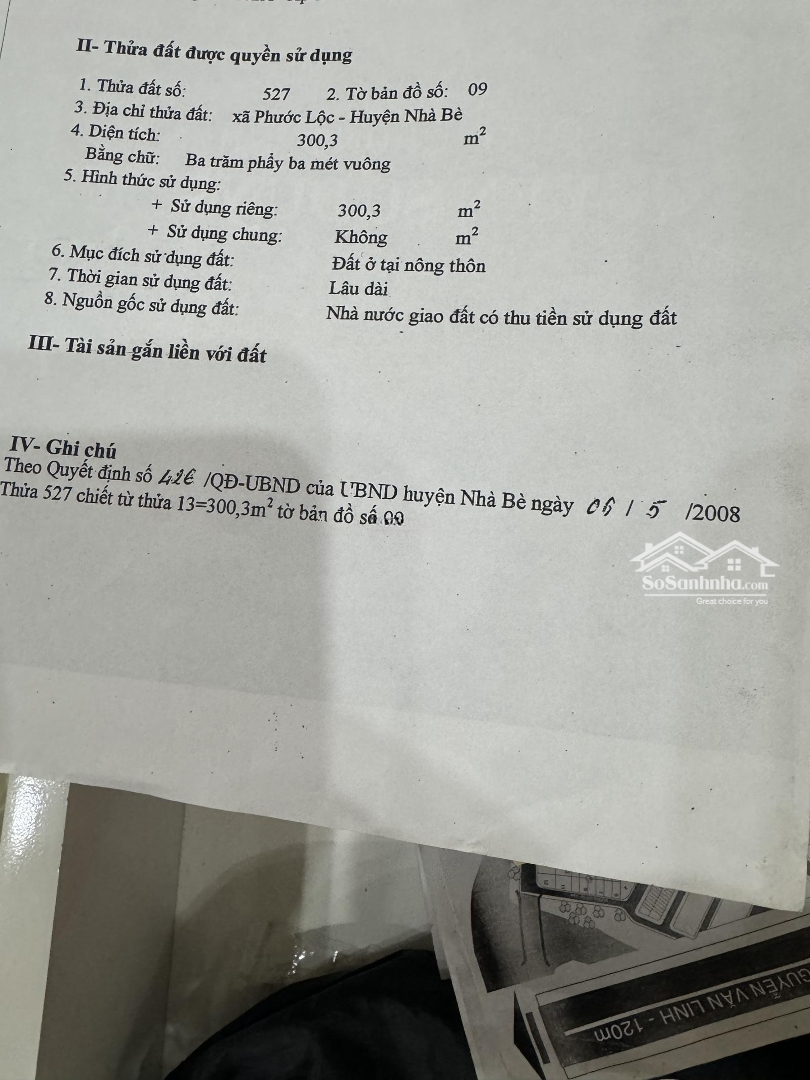 II- Thửa đất được quyền sử dụng
1. Thửa đất số: 527 2. Tờ bản đồ số: 09
3. Địa chỉ thửa đất: xã Phước Lộc - Huyện Nhà Bè
4. Diện tích: 300,3 m²
Bằng chữ: Ba trăm phẩy ba mét vuông
5. Hình thức sử dụng:
+ Sử dụng riêng: 300,3 m²
+ Sử dụng chung: Không m²
6. Mục đích sử dụng đất: Đất ở tại nông thôn
7. Thời gian sử dụng đất: Lâu dài
8. Nguồn gốc sử dụng đất: Nhà nước giao đất có thu tiền sử dụng đất
III- Tài sản gắn liền với đất
IV- Ghi chú
Theo Quyết định số /QĐ-UBND của UBND huyện Nhà Bè ngày / 5 /2008
Thửa 527 chiết từ thửa 13=300,3m² tờ bản đồ số
SoSanhnha.com
Great choice for you
NGUYỄN VĂN LINH - 120m